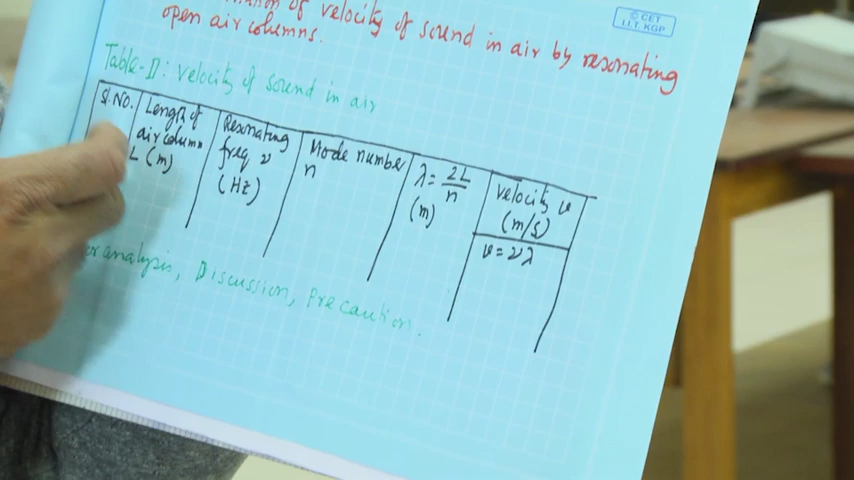 of velocity of sound in air by resonating
open air columns.
© CET
I.I.T. KGP
Table-II: Velocity of sound in air
Sl. NO.
Length of
air column
L (m)
Resonating
freq ν
(Hz)
Mode number
n
λ = 2L/n
(m)
velocity v
(m/s)
v = νλ
analysis, Discussion, Precaution.